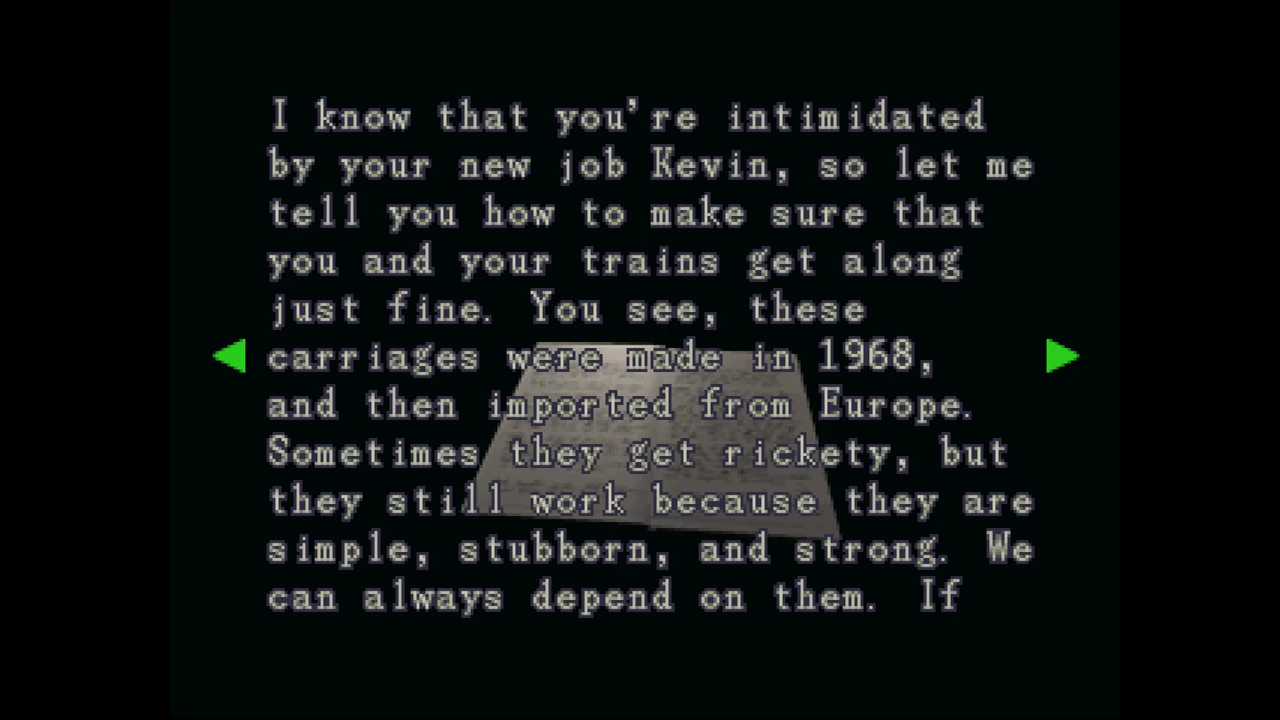 I know that you're intimidated
by your new job Kevin, so let me
tell you how to make sure that
you and your trains get along
just fine. You see, these
carriages were made in 1968,
and then imported from Europe.
Sometimes they get rickety, but
they still work because they are
simple, stubborn, and strong. We
can always depend on them. If